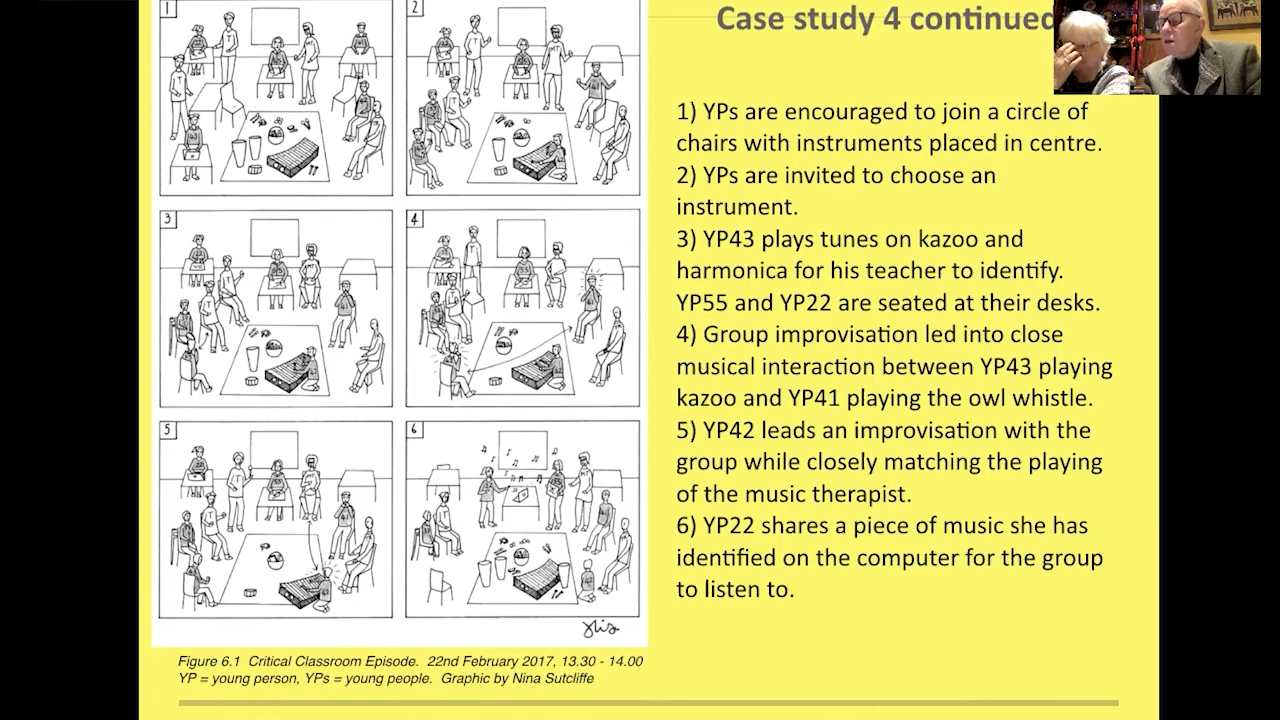 Case study 4 continued
1) YPs are encouraged to join a circle of
chairs with instruments placed in centre.
2) YPs are invited to choose an
instrument.
3) YP43 plays tunes on kazoo and
harmonica for his teacher to identify.
YP55 and YP22 are seated at their desks.
4) Group improvisation led into close
musical interaction between YP43 playing
kazoo and YP41 playing the owl whistle.
5) YP42 leads an improvisation with the
group while closely matching the playing
of the music therapist.
6) YP22 shares a piece of music she has
identified on the computer for the group
to listen to.
1
2
3
4
5
6
Figure 6.1 Critical Classroom Episode. 22nd February 2017, 13.30 - 14.00
YP = young person, YPs = young people. Graphic by Nina Sutcliffe